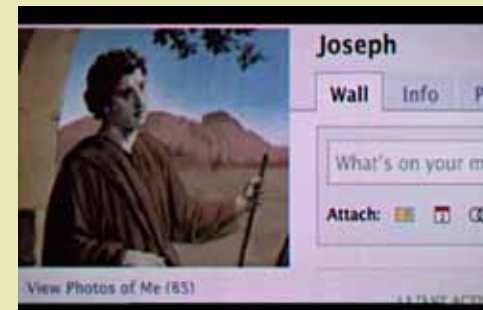 Joseph
Wall Info P
What's on your m
Attach:
View Photos of Me (65)